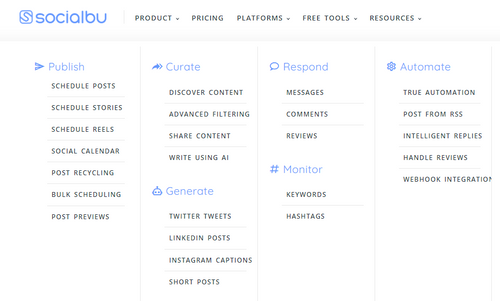 socialbu
PRODUCT PRICING PLATFORMS FREE TOOLS RESOURCES
Publish
SCHEDULE POSTS
SCHEDULE STORIES
SCHEDULE REELS
SOCIAL CALENDAR
POST RECYCLING
BULK SCHEDULING
POST PREVIEWS
Curate
DISCOVER CONTENT
ADVANCED FILTERING
SHARE CONTENT
WRITE USING AI
Generate
TWITTER TWEETS
LINKEDIN POSTS
INSTAGRAM CAPTIONS
SHORT POSTS
Respond
MESSAGES
COMMENTS
REVIEWS
Monitor
KEYWORDS
HASHTAGS
Automate
TRUE AUTOMATION
POST FROM RSS
INTELLIGENT REPLIES
HANDLE REVIEWS
WEBHOOK INTEGRATION